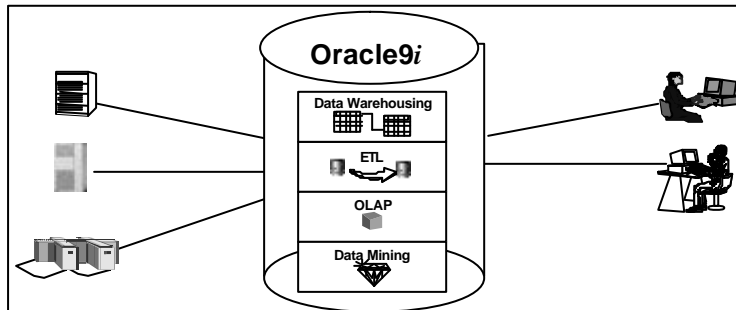 Oracle9i
Data Warehousing
ETL
OLAP
Data Mining